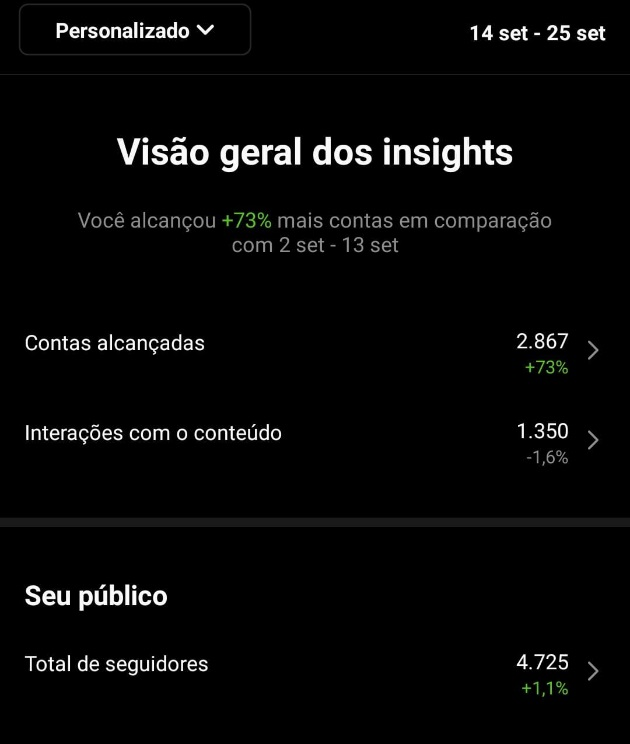 Personalizado
14 set - 25 set
Visão geral dos insights
Você alcançou +73% mais contas em comparação
com 2 set - 13 set
Contas alcançadas
2.867
+73%
Interações com o conteúdo
1.350
-1,6%
Seu público
Total de seguidores
4.725
+1,1%